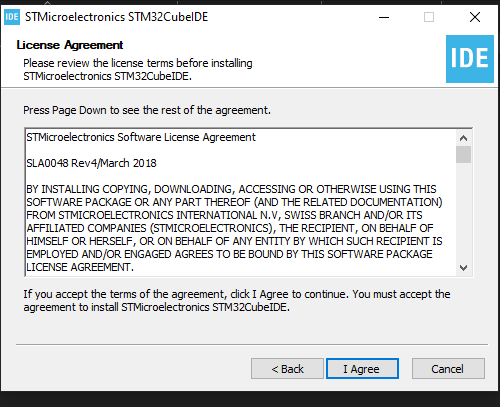 IDE STMicroelectronics STM32CubeIDE
License Agreement
Please review the license terms before installing
STMicroelectronics STM32CubeIDE.
IDE
Press Page Down to see the rest of the agreement.
STMicroelectronics Software License Agreement
SLA0048 Rev4/March 2018
BY INSTALLING COPYING, DOWNLOADING, ACCESSING OR OTHERWISE USING THIS
SOFTWARE PACKAGE OR ANY PART THEREOF (AND THE RELATED DOCUMENTATION)
FROM STMICROELECTRONICS INTERNATIONAL N.V, SWISS BRANCH AND/OR ITS
AFFILIATED COMPANIES (STMICROELECTRONICS), THE RECIPIENT, ON BEHALF OF
HIMSELF OR HERSELF, OR ON BEHALF OF ANY ENTITY BY WHICH SUCH RECIPIENT IS
EMPLOYED AND/OR ENGAGED AGREES TO BE BOUND BY THIS SOFTWARE PACKAGE
LICENSE AGREEMENT.
If you accept the terms of the agreement, click I Agree to continue. You must accept the
agreement to install STMicroelectronics STM32CubeIDE.
< Back I Agree Cancel